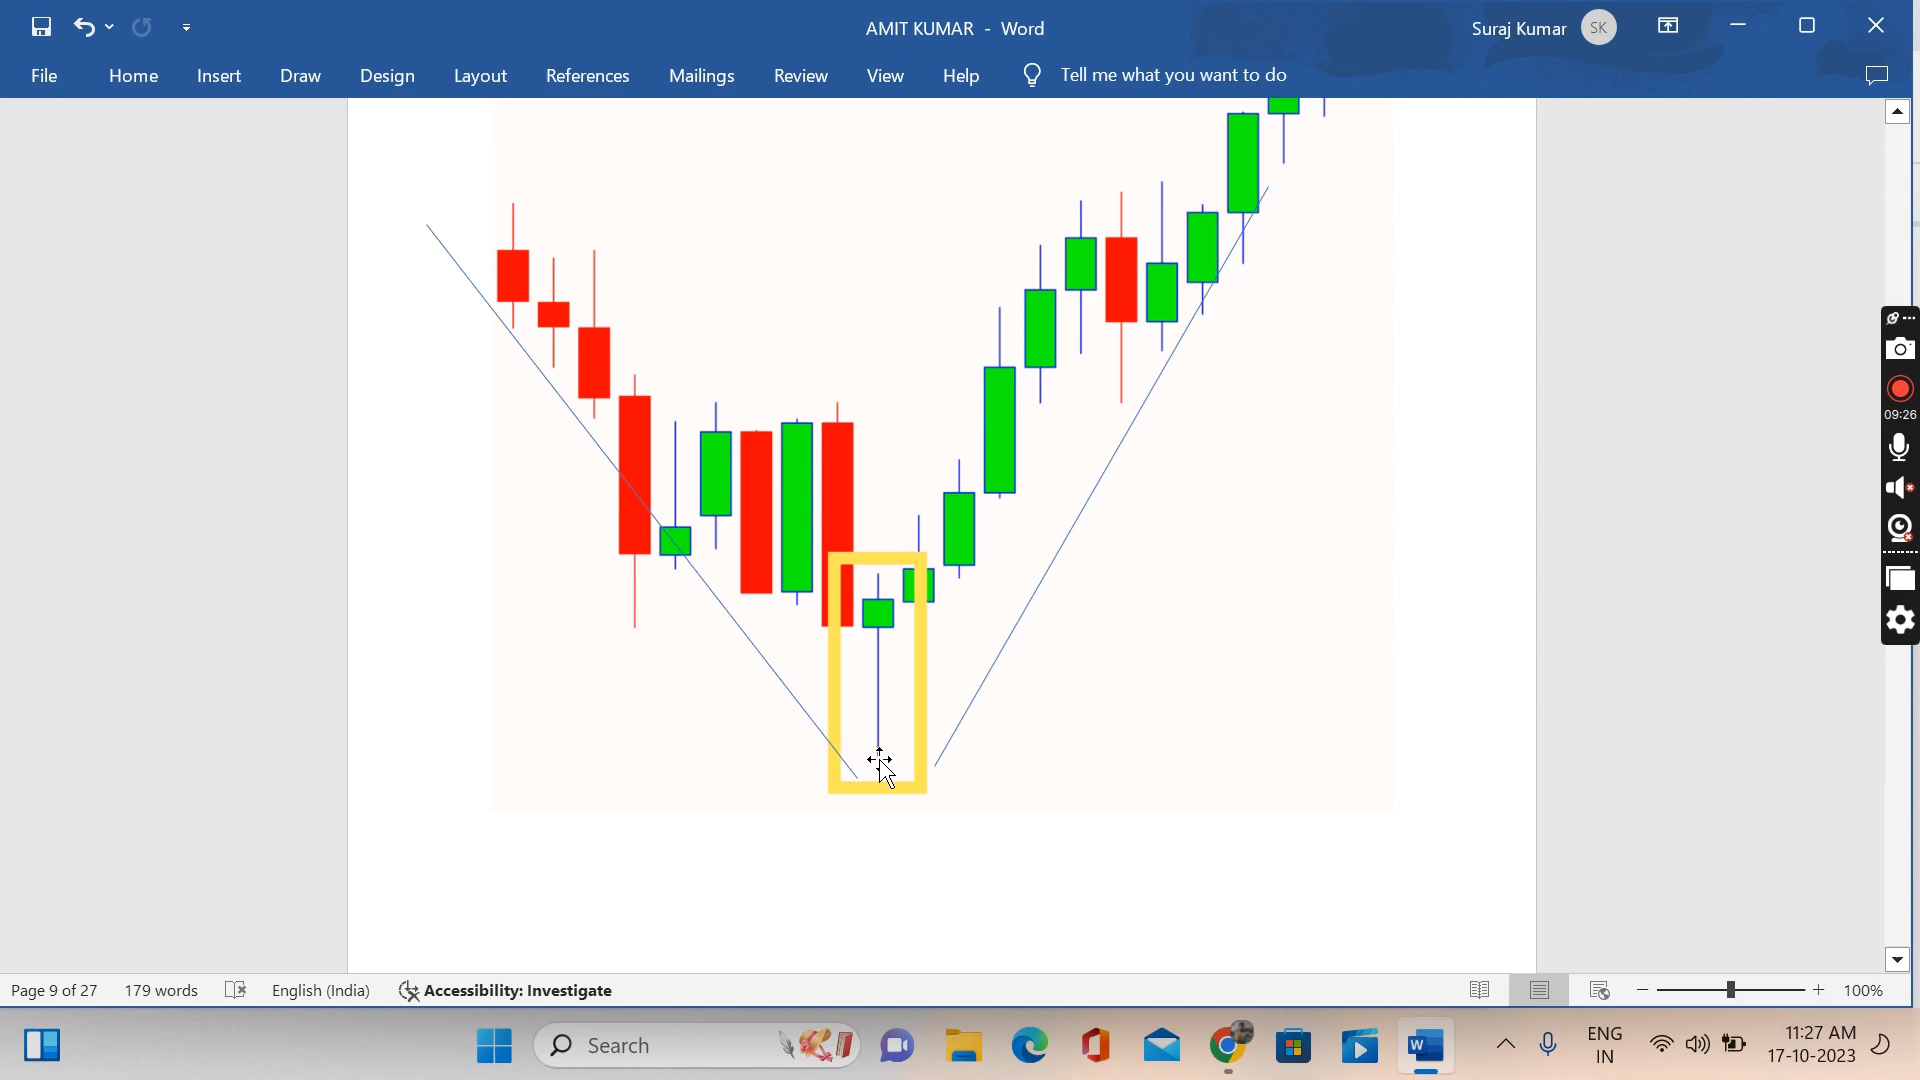 AMIT KUMAR - Word
Suraj Kumar SK
File Home Insert Draw Design Layout References Mailings Review View Help Tell me what you want to do
09:26
Page 9 of 27 179 words English (India) Accessibility: Investigate 100%
Search
W
ENG
IN
11:27 AM
17-10-2023